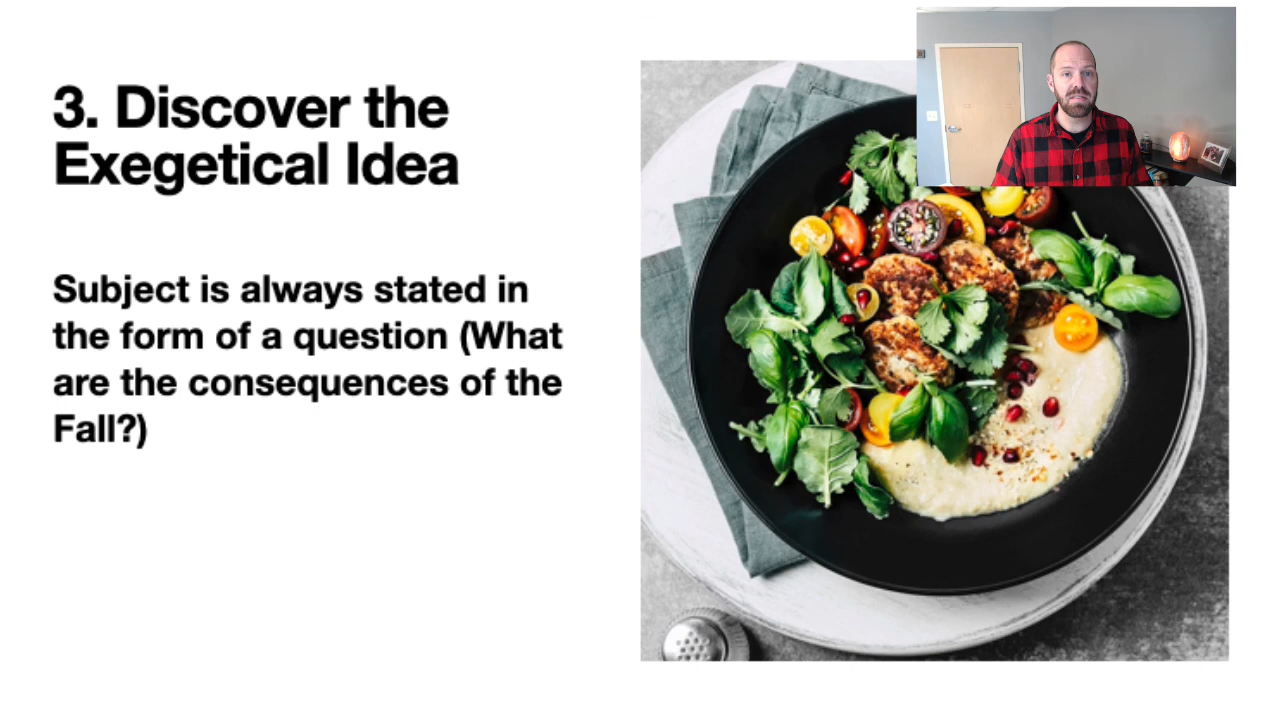 3. Discover the
Exegetical Idea
Subject is always stated in
the form of a question (What
are the consequences of the
Fall?)